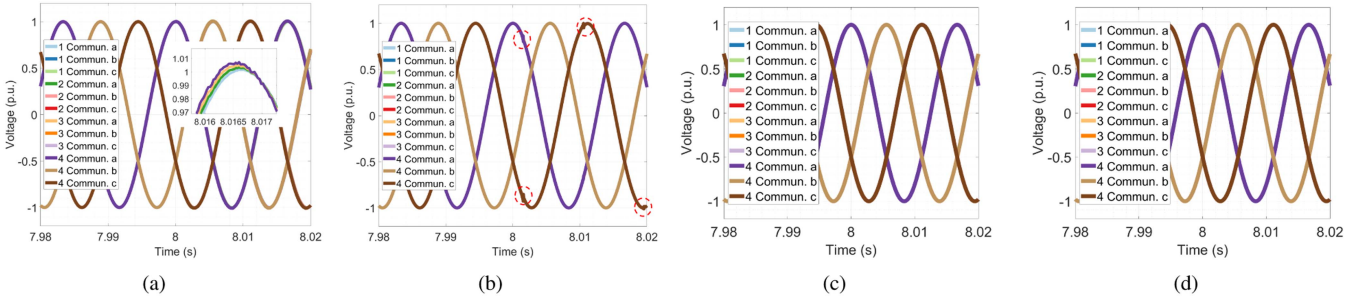 1
0.5
0
-0.5
-1
Voltage (p.u.)
1 Commun. a
1 Commun. b
1 Commun. c
2 Commun. a
2 Commun. b
2 Commun. c
3 Commun. a
3 Commun. b
3 Commun. c
4 Commun. a
4 Commun. b
4 Commun. c
1.01
1
0.99
0.98
0.97
8.016 8.0165 8.017
7.98 7.99 8 8.01 8.02
Time (s)
(a)
1
0.5
0
-0.5
-1
Voltage (p.u.)
1 Commun. a
1 Commun. b
1 Commun. c
2 Commun. a
2 Commun. b
2 Commun. c
3 Commun. a
3 Commun. b
3 Commun. c
4 Commun. a
4 Commun. b
4 Commun. c
7.98 7.99 8 8.01 8.02
Time (s)
(b)
1
0.5
0
-0.5
-1
Voltage (p.u.)
1 Commun. a
1 Commun. b
1 Commun. c
2 Commun. a
2 Commun. b
2 Commun. c
3 Commun. a
3 Commun. b
3 Commun. c
4 Commun. a
4 Commun. b
4 Commun. c
7.98 7.99 8 8.01 8.02
Time (s)
(c)
1
0.5
0
-0.5
-1
Voltage (p.u.)
1 Commun. a
1 Commun. b
1 Commun. c
2 Commun. a
2 Commun. b
2 Commun. c
3 Commun. a
3 Commun. b
3 Commun. c
4 Commun. a
4 Commun. b
4 Commun. c
7.98 7.99 8 8.01 8.02
Time (s)
(d)